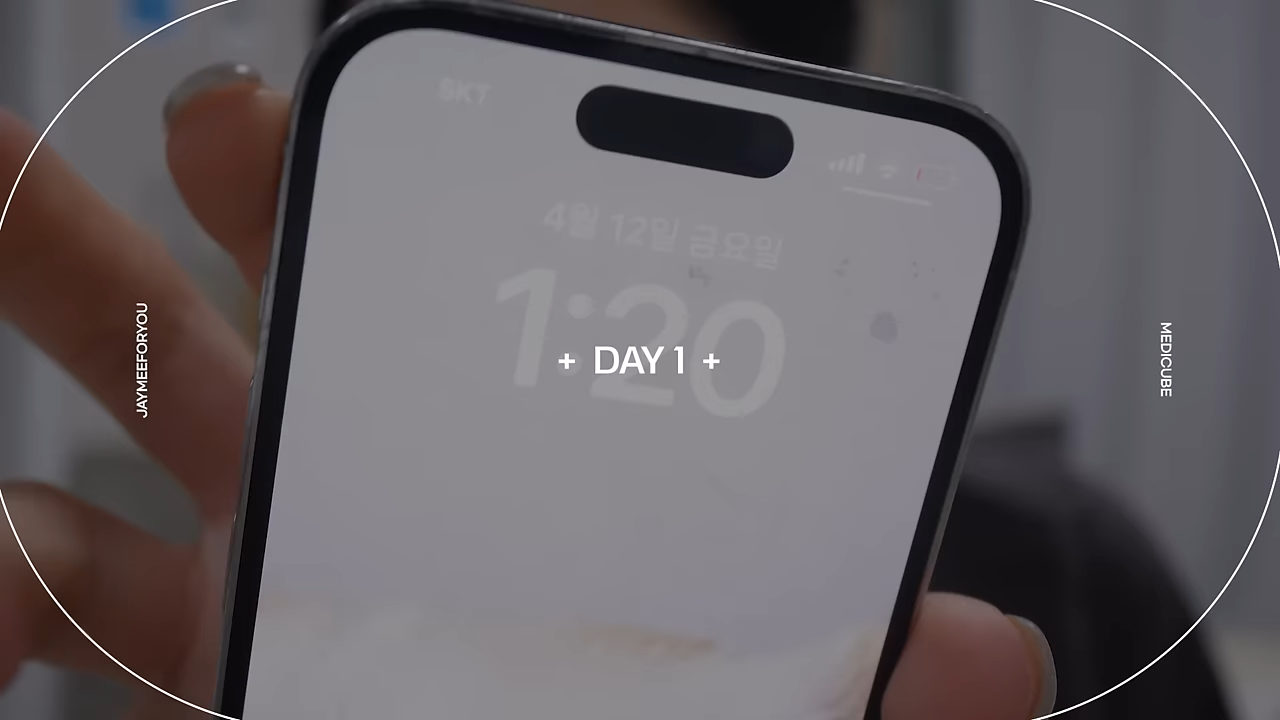 SKT
4월 12일 금요일
1:20
+ DAY 1 +
JAYMEEFORYOU
MEDICUBE